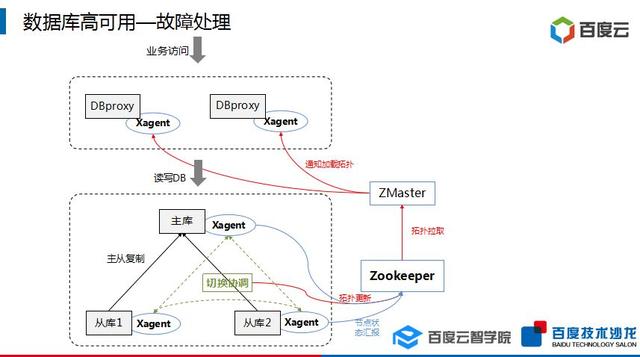 数据库高可用—故障处理
百度云
业务访问
DBproxy
Xagent
DBproxy
Xagent
通知加载拓扑
读写DB
ZMaster
主库
Xagent
拓扑拉取
主从复制
Zookeeper
切换协调
拓扑更新
从库1
Xagent
从库2
Xagent
节点状
态汇报
百度云智学院
百度技术沙龙
BAIDU TECHNOLOGY SALON